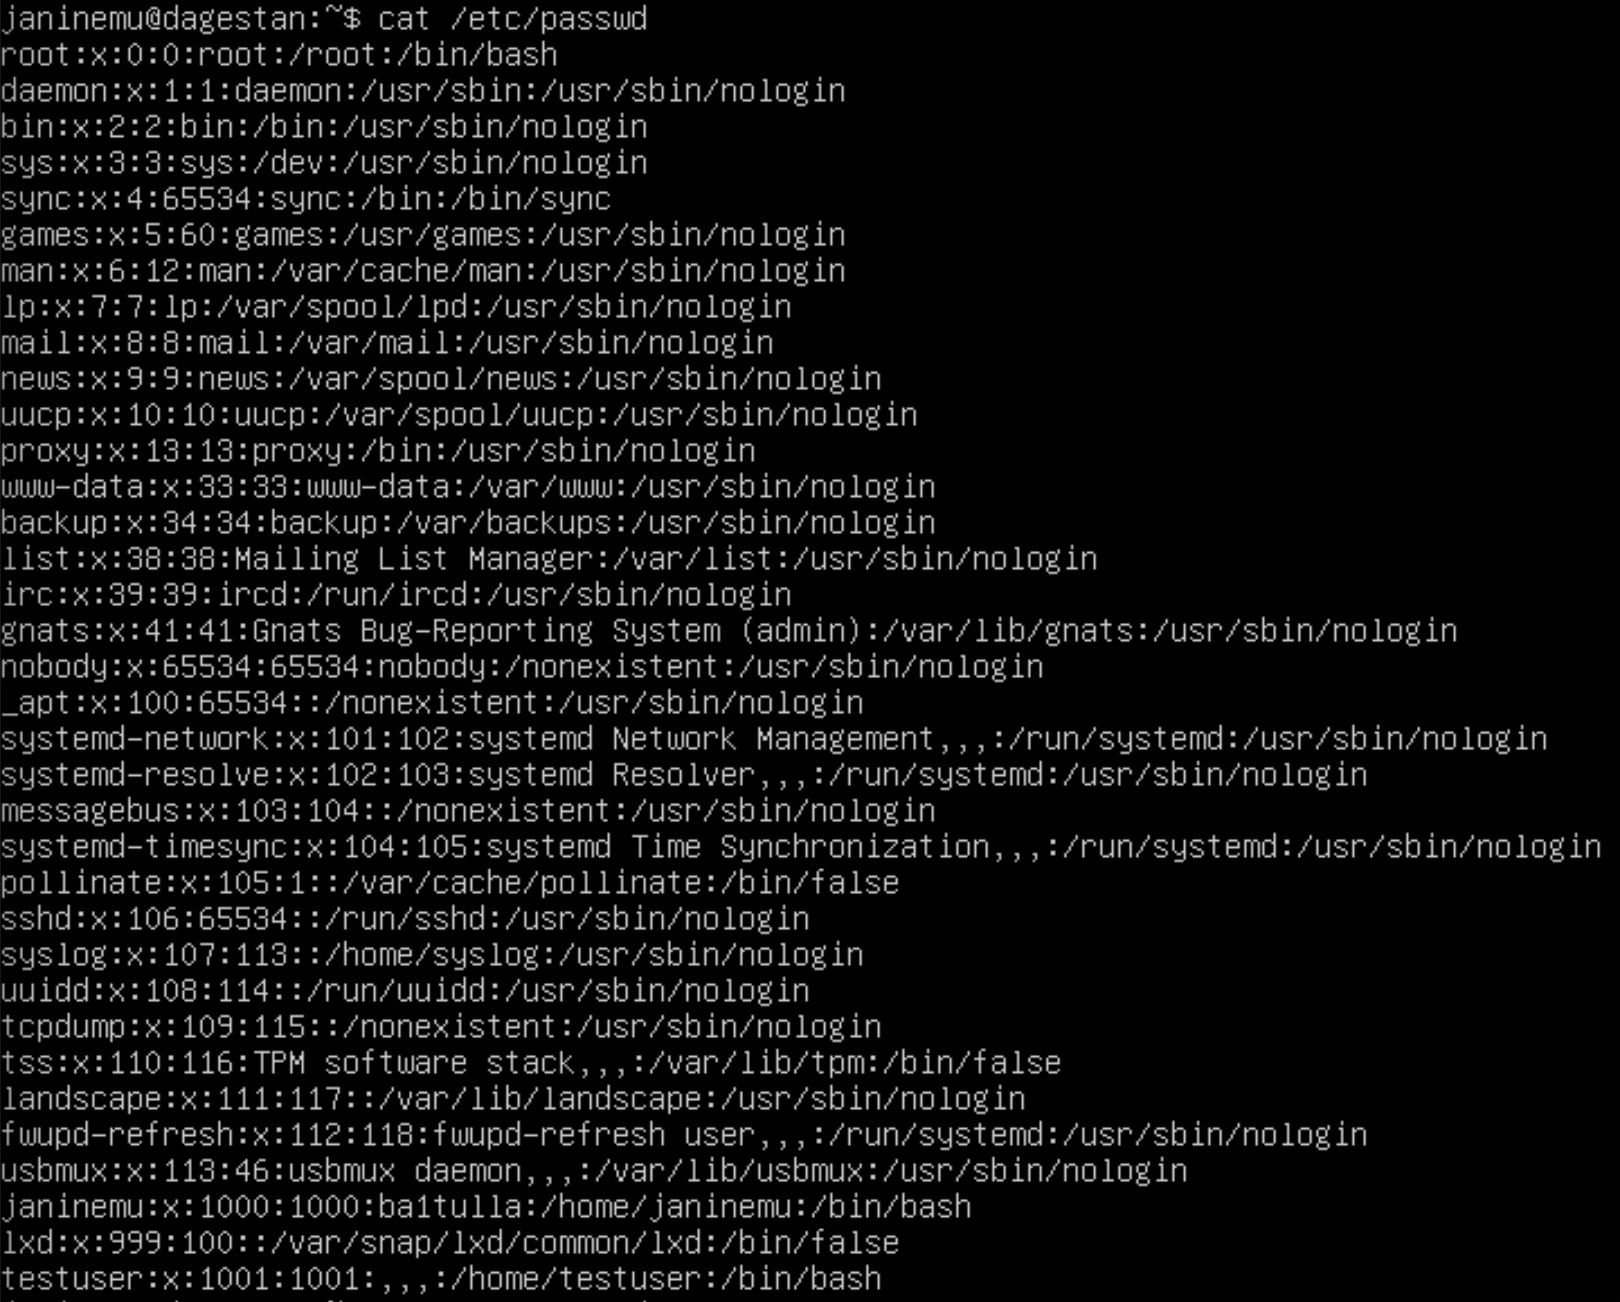 janinemu@dagestan:~$ cat /etc/passwd
root:x:0:0:root:/root:/bin/bash
daemon:x:1:1:daemon:/usr/sbin:/usr/sbin/nologin
bin:x:2:2:bin:/bin:/usr/sbin/nologin
sys:x:3:3:sys:/dev:/usr/sbin/nologin
sync:x:4:65534:sync:/bin:/bin/sync
games:x:5:60:games:/usr/games:/usr/sbin/nologin
man:x:6:12:man:/var/cache/man:/usr/sbin/nologin
lp:x:7:7:lp:/var/spool/lpd:/usr/sbin/nologin
mail:x:8:8:mail:/var/mail:/usr/sbin/nologin
news:x:9:9:news:/var/spool/news:/usr/sbin/nologin
uucp:x:10:10:uucp:/var/spool/uucp:/usr/sbin/nologin
proxy:x:13:13:proxy:/bin:/usr/sbin/nologin
www-data:x:33:33:www-data:/var/www:/usr/sbin/nologin
backup:x:34:34:backup:/var/backups:/usr/sbin/nologin
list:x:38:38:Mailing List Manager:/var/list:/usr/sbin/nologin
irc:x:39:39:ircd:/run/ircd:/usr/sbin/nologin
gnats:x:41:41:Gnats Bug-Reporting System (admin):/var/lib/gnats:/usr/sbin/nologin
nobody:x:65534:65534:nobody:/nonexistent:/usr/sbin/nologin
_apt:x:100:65534::/nonexistent:/usr/sbin/nologin
systemd-network:x:101:102:systemd Network Management,,,:/run/systemd:/usr/sbin/nologin
systemd-resolve:x:102:103:systemd Resolver,,,:/run/systemd:/usr/sbin/nologin
messagebus:x:103:104::/nonexistent:/usr/sbin/nologin
systemd-timesync:x:104:105:systemd Time Synchronization,,,:/run/systemd:/usr/sbin/nologin
pollinate:x:105:1::/var/cache/pollinate:/bin/false
sshd:x:106:65534::/run/sshd:/usr/sbin/nologin
syslog:x:107:113::/home/syslog:/usr/sbin/nologin
uuidd:x:108:114::/run/uuidd:/usr/sbin/nologin
tcpdump:x:109:115::/nonexistent:/usr/sbin/nologin
tss:x:110:116:TPM software stack,,,:/var/lib/tpm:/bin/false
landscape:x:111:117::/var/lib/landscape:/usr/sbin/nologin
fwupd-refresh:x:112:118:fwupd-refresh user,,,:/run/systemd:/usr/sbin/nologin
usbmux:x:113:46:usbmux daemon,,,:/var/lib/usbmux:/usr/sbin/nologin
janinemu:x:1000:1000:ba1tulla:/home/janinemu:/bin/bash
lxd:x:999:100::/var/snap/lxd/common/lxd:/bin/false
testuser:x:1001:1001:,,,:/home/testuser:/bin/bash